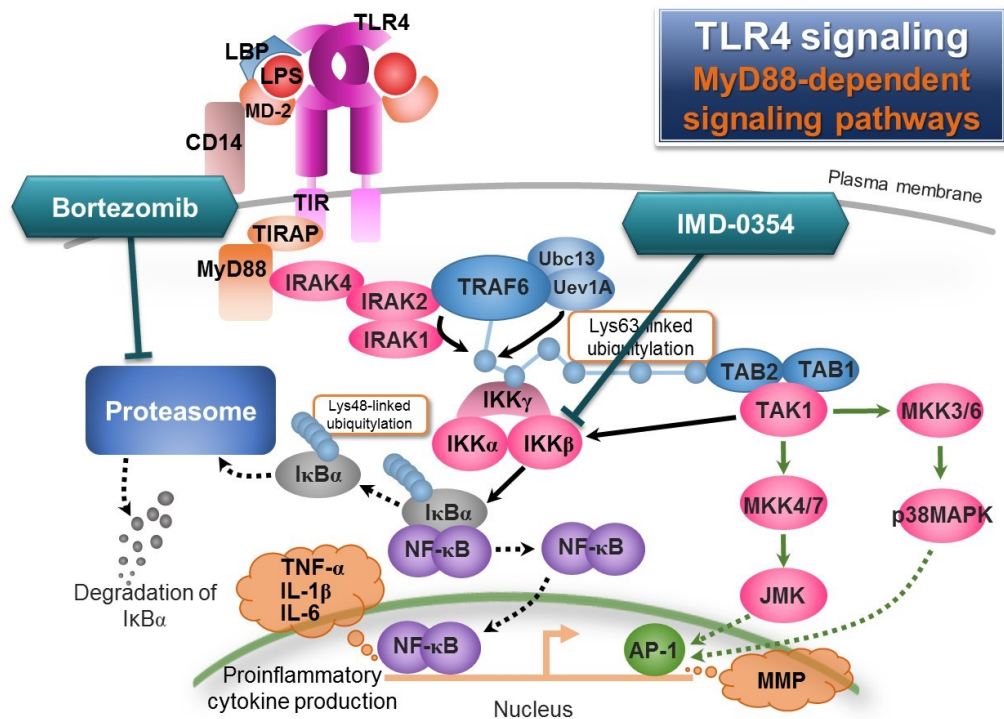 TLR4 signaling
MyD88-dependent
signaling pathways
TLR4
LBP
LPS
MD-2
CD14
Plasma membrane
Bortezomib
TIR
IMD-0354
TIRAP
MyD88
Ubc13
Uev1A
IRAK4
IRAK2
TRAF6
IRAK1
Lys63-linked
ubiquitylation
TAB2
TAB1
Proteasome
Lys48-linked
ubiquitylation
IKKγ
IKKα
IKKβ
TAK1
MKK3/6
IκBα
IκBα
MKK4/7
p38MAPK
NF-κB
NF-κB
Degradation of
IκBα
TNF-α
IL-1β
IL-6
JMK
NF-κB
AP-1
MMP
Proinflammatory
cytokine production
Nucleus